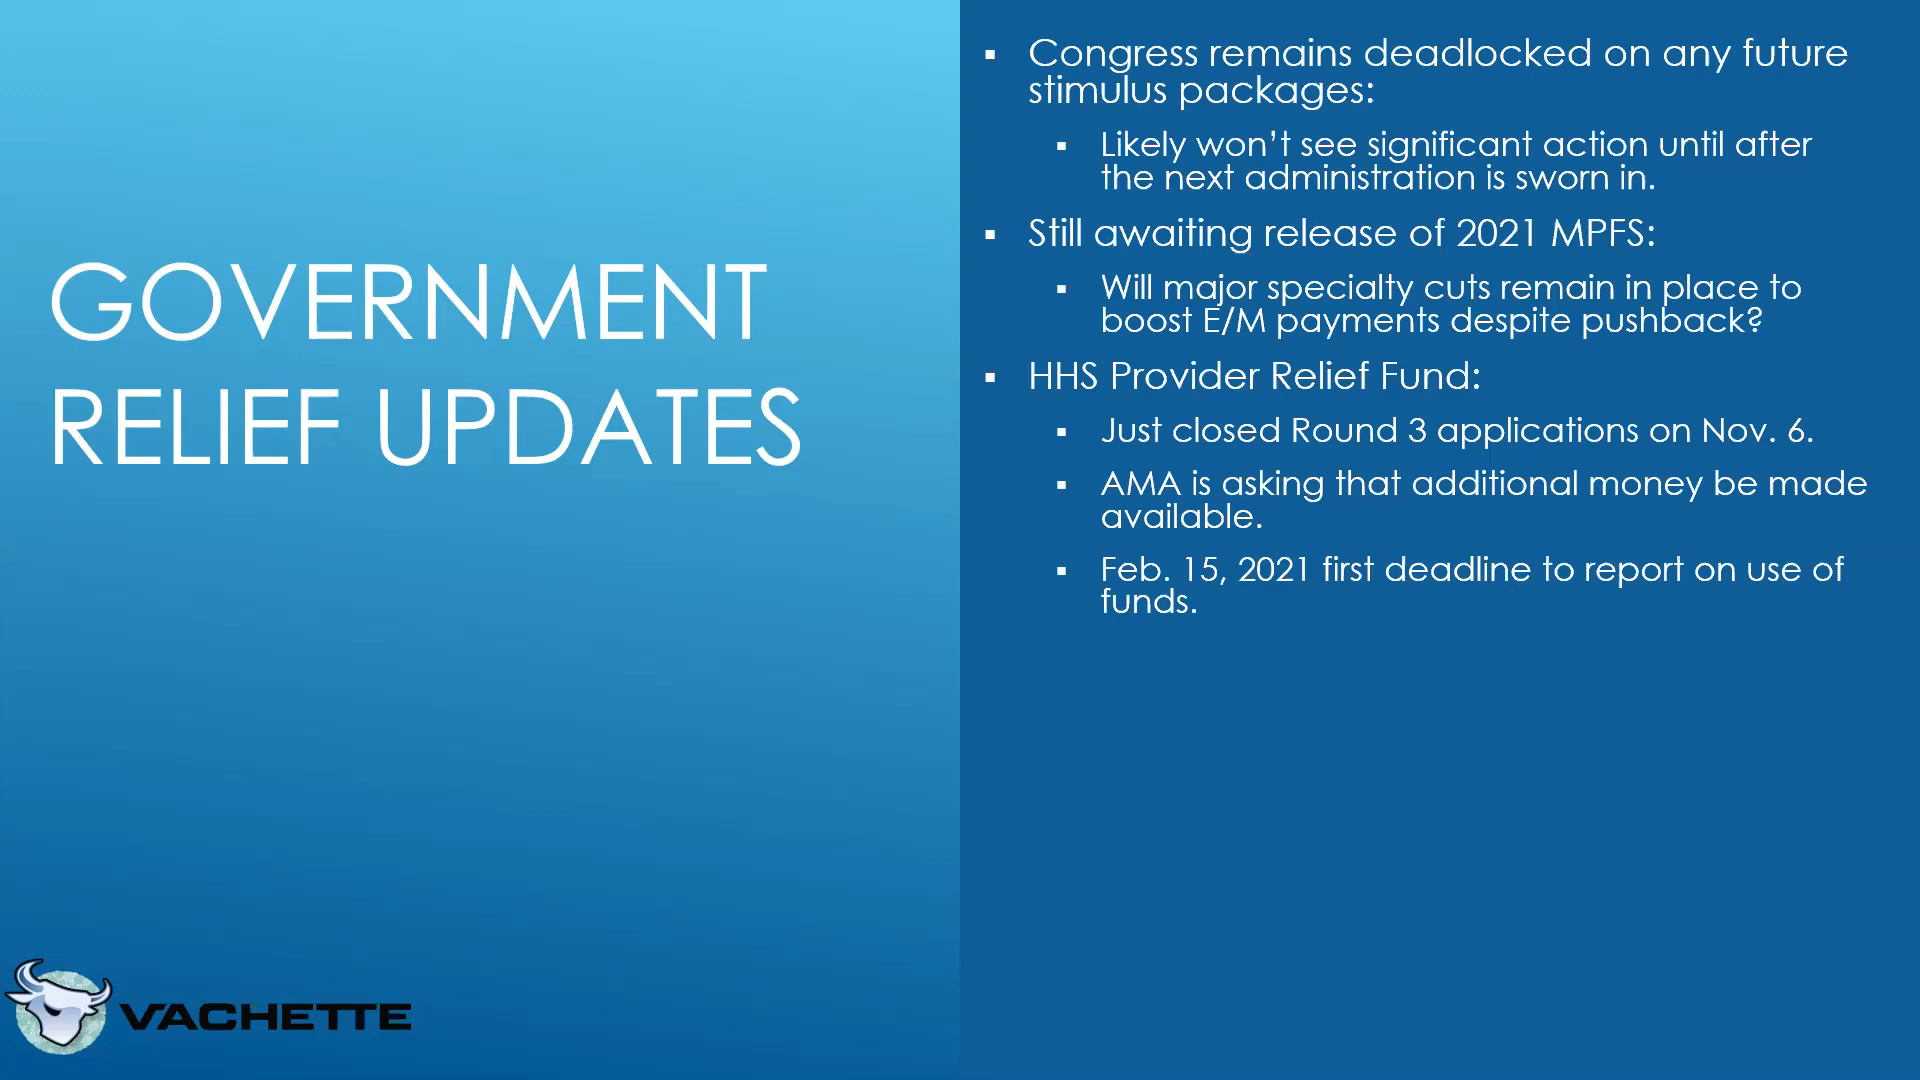 GOVERNMENT
RELIEF UPDATES
▪ Congress remains deadlocked on any future
stimulus packages:
▪ Likely won’t see significant action until after
the next administration is sworn in.
▪ Still awaiting release of 2021 MPFS:
▪ Will major specialty cuts remain in place to
boost E/M payments despite pushback?
▪ HHS Provider Relief Fund:
▪ Just closed Round 3 applications on Nov. 6.
▪ AMA is asking that additional money be made
available.
▪ Feb. 15, 2021 first deadline to report on use of
funds.
VACHETTE